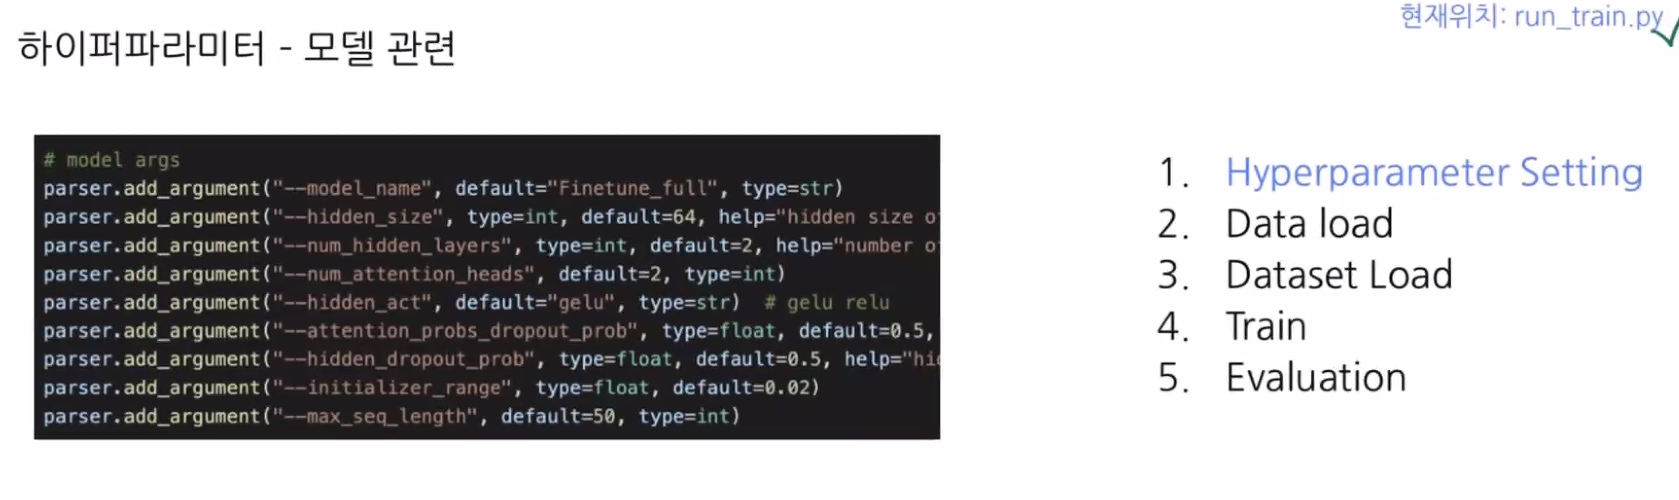 현재위치: run_train.py
하이퍼파라미터 - 모델 관련
# model args
parser.add_argument("--model_name", default="Finetune_full", type=str)
parser.add_argument("--hidden_size", type=int, default=64, help="hidden size
parser.add_argument("--num_hidden_layers", type=int, default=2, help="number
parser.add_argument("--num_attention_heads", default=2, type=int)
parser.add_argument("--hidden_act", default="gelu", type=str)  # gelu relu
parser.add_argument("--attention_probs_dropout_prob", type=float, default=0.5,
parser.add_argument("--hidden_dropout_prob", type=float, default=0.5, help="
parser.add_argument("--initializer_range", type=float, default=0.02)
parser.add_argument("--max_seq_length", default=50, type=int)
1. Hyperparameter Setting
2. Data load
3. Dataset Load
4. Train
5. Evaluation